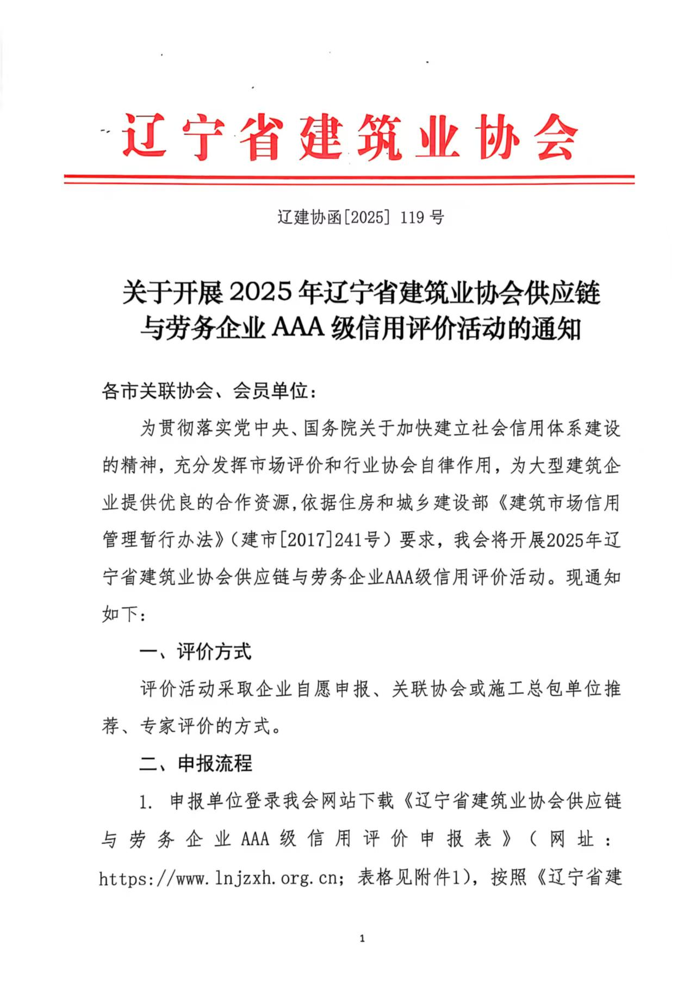 辽宁省建筑业协会
辽建协函[2025] 119 号
关于开展 2025 年辽宁省建筑业协会供应链
与劳务企业 AAA 级信用评价活动的通知
各市关联协会、会员单位：
为贯彻落实党中央、国务院关于加快建立社会信用体系建设
的精神，充分发挥市场评价和行业协会自律作用，为大型建筑企
业提供优良的合作资源,依据住房和城乡建设部《建筑市场信用
管理暂行办法》（建市[2017]241号）要求，我会将开展2025年辽
宁省建筑业协会供应链与劳务企业AAA级信用评价活动。现通知
如下：
一、评价方式
评价活动采取企业自愿申报、关联协会或施工总包单位推
荐、专家评价的方式。
二、申报流程
1. 申报单位登录我会网站下载《辽宁省建筑业协会供应链
与劳务企业AAA级信用评价申报表》（网址：
https://www.lnjzxh.org.cn；表格见附件1），按照《辽宁省建
1